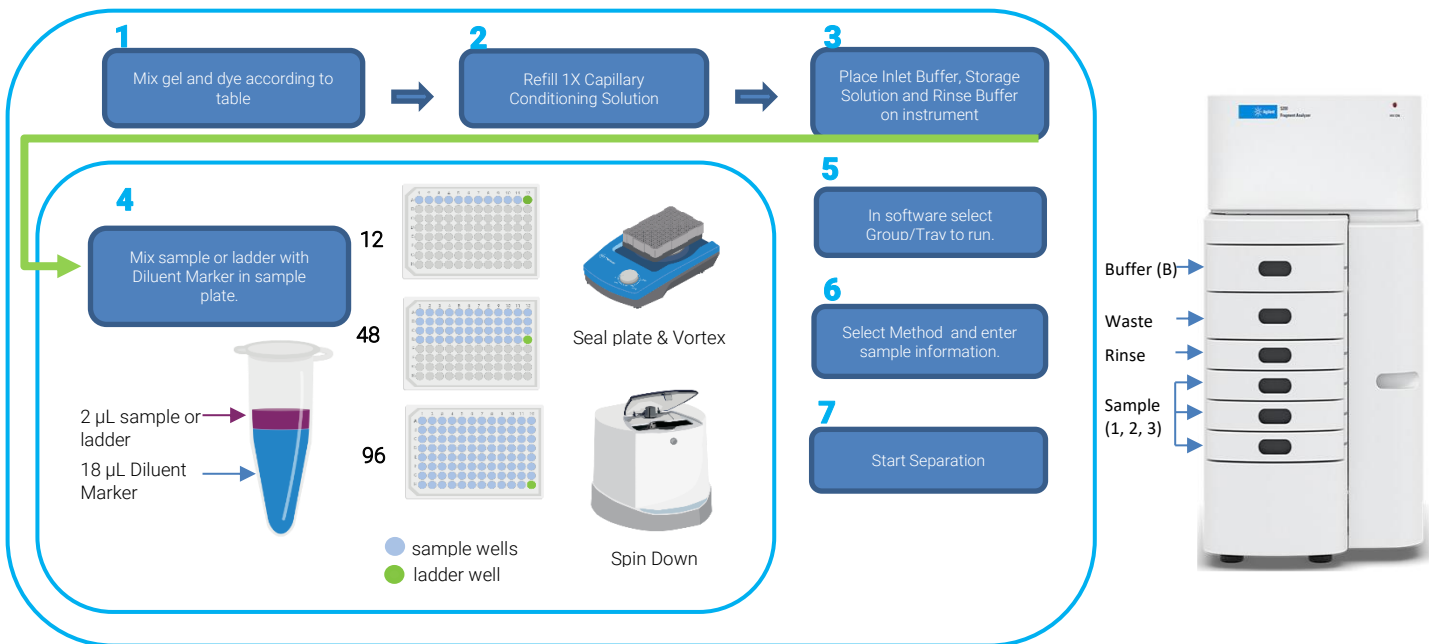 1
Mix gel and dye according to
table
2
Refill 1X Capillary
Conditioning Solution
3
Place Inlet Buffer, Storage
Solution and Rinse Buffer
on instrument
4
Mix sample or ladder with
Diluent Marker in sample
plate.
2 µL sample or
ladder
18 µL Diluent
Marker
12
48
96
sample wells
ladder well
Seal plate & Vortex
Spin Down
5
In software select
Group/Tray to run.
6
Select Method and enter
sample information.
7
Start Separation
Agilent
Fragment Analyzer
Buffer (B)
Waste
Rinse
Sample
(1, 2, 3)